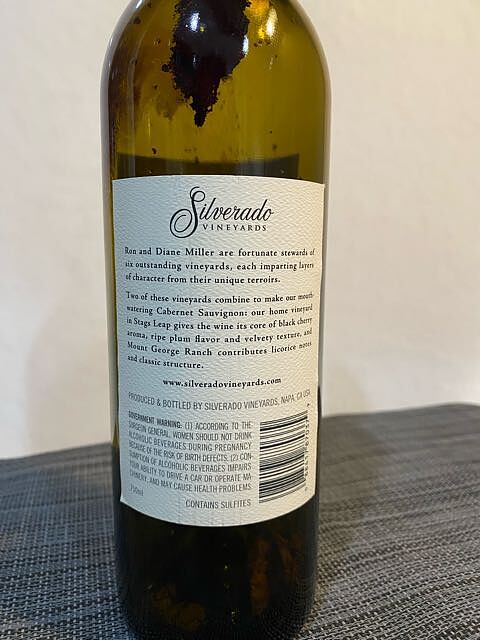 Silverado
VINEYARDS
Ron and Diane Miller are fortunate stewards of
six outstanding vineyards, each imparting layers
of character from their unique terroirs.
Two of these vineyards combine to make our mouth-
watering Cabernet Sauvignon: our home vineyard
in Stags Leap gives the wine its core of black cherry
aroma, ripe plum flavor and velvety texture, and
Mount George Ranch contributes licorice notes
and classic structure.
www.silveradovineyards.com
PRODUCED & BOTTLED BY SILVERADO VINEYARDS, NAPA, CA USA
GOVERNMENT WARNING: (1) ACCORDING TO THE
SURGEON GENERAL, WOMEN SHOULD NOT DRINK
ALCOHOLIC BEVERAGES DURING PREGNANCY
BECAUSE OF THE RISK OF BIRTH DEFECTS. (2) CON-
SUMPTION OF ALCOHOLIC BEVERAGES IMPAIRS
YOUR ABILITY TO DRIVE A CAR OR OPERATE MA-
CHINERY, AND MAY CAUSE HEALTH PROBLEMS.
750ml
CONTAINS SULFITES